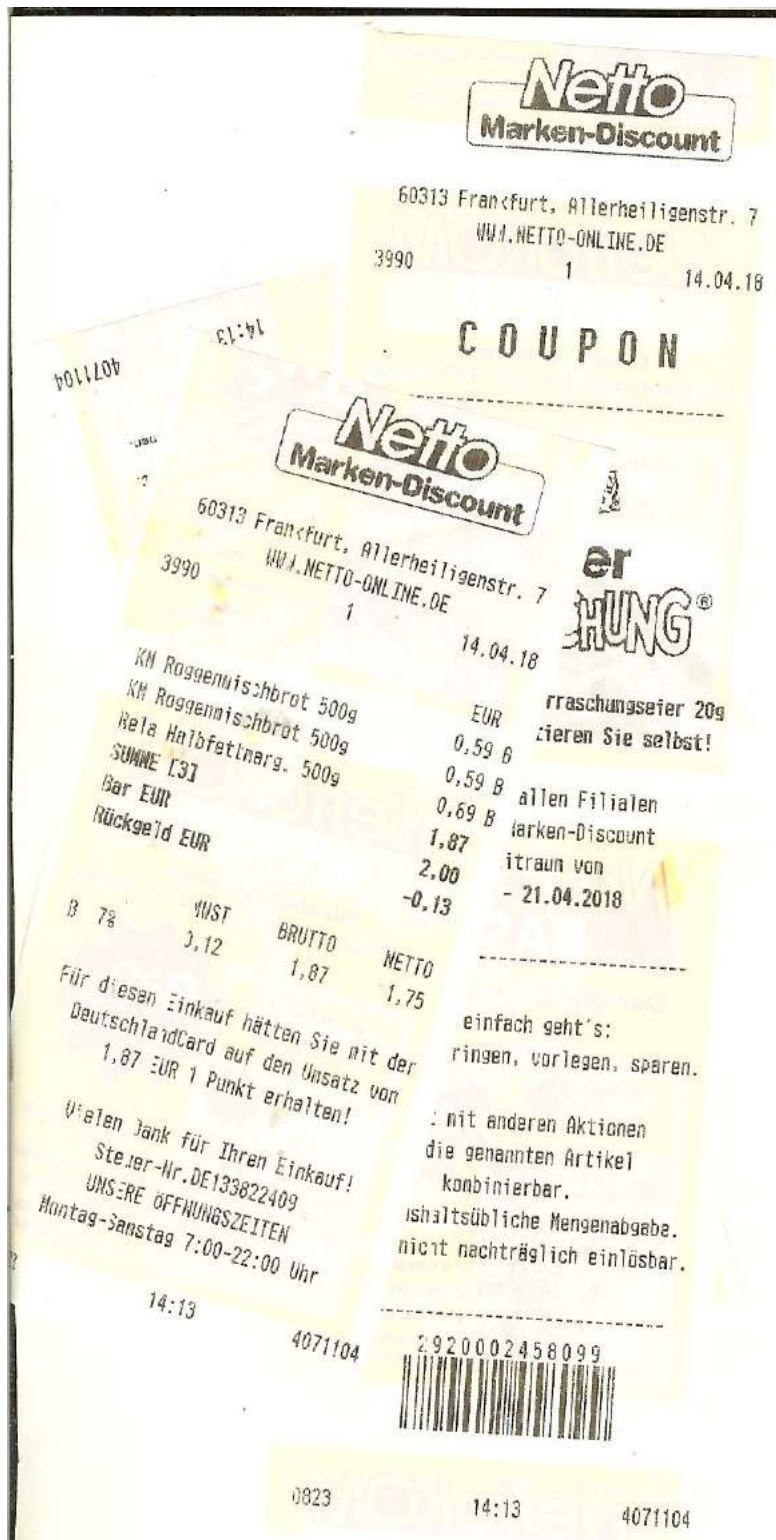 Netto
Marken-Discount
60313 Frankfurt, Allerheiligenstr. 7
WWW.NETTO-ONLINE.DE
3990 1 14.04.18
COUPON
er
CHUNG®
rraschungseier 20g
zieren Sie selbst!
allen Filialen
Marken-Discount
itraum von
- 21.04.2018
einfach geht's:
ringen, vorlegen, sparen.
mit anderen Aktionen
die genannten Artikel
kombinierbar.
ushaltsübliche Mengenabgabe.
nicht nachträglich einlösbar.
2920002458099
0823 14:13 4071104
14:13
4071104
Netto
Marken-Discount
60313 Frankfurt, Allerheiligenstr. 7
WWW.NETTO-ONLINE.DE
3990 1 14.04.18
EUR
KM Roggenmischbrot 500g 0,59 B
KM Roggenmischbrot 500g 0,59 B
Bela Halbfettmarg. 500g 0,69 B
SUMME [3] 1,87
Bar EUR 2,00
Rückgeld EUR -0,13
MWST BRUTTO NETTO
B 7% 0,12 1,87 1,75
Für diesen Einkauf hätten Sie mit der
DeutschlandCard auf den Umsatz von
1,87 EUR 1 Punkt erhalten!
Vielen Dank für Ihren Einkauf!
Steuer-Nr.DE133822409
UNSERE ÖFFNUNGSZEITEN
Montag-Samstag 7:00-22:00 Uhr
14:13 4071104